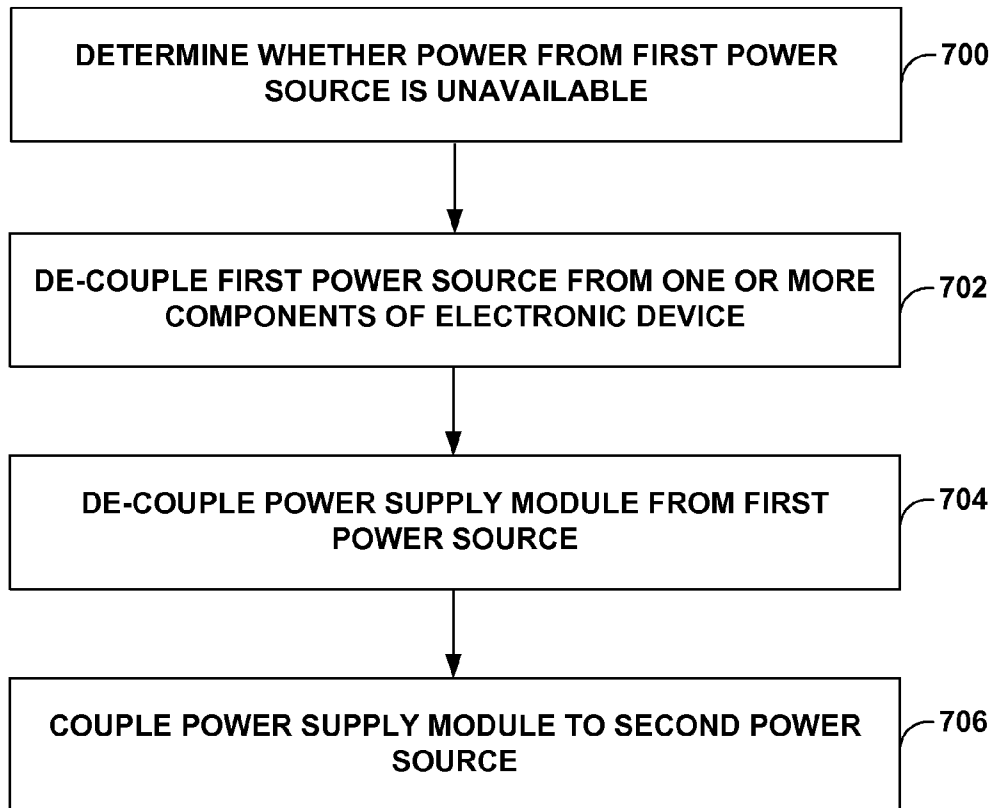 DETERMINE WHETHER POWER FROM FIRST POWER
SOURCE IS UNAVAILABLE
700
DE-COUPLE FIRST POWER SOURCE FROM ONE OR MORE
COMPONENTS OF ELECTRONIC DEVICE
702
DE-COUPLE POWER SUPPLY MODULE FROM FIRST
POWER SOURCE
704
COUPLE POWER SUPPLY MODULE TO SECOND POWER
SOURCE
706